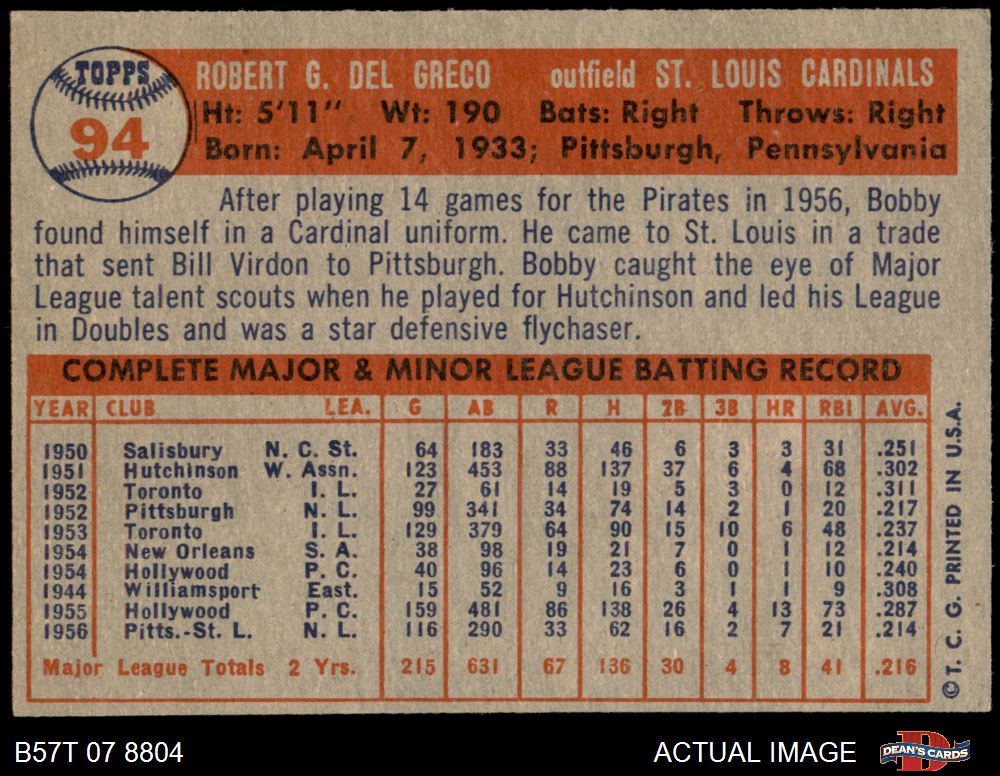 TOPPS
94
ROBERT G. DEL GRECO outfield ST. LOUIS CARDINALS
Ht: 5'11" Wt: 190 Bats: Right Throws: Right
Born: April 7, 1933; Pittsburgh, Pennsylvania
After playing 14 games for the Pirates in 1956, Bobby
found himself in a Cardinal uniform. He came to St. Louis in a trade
that sent Bill Virdon to Pittsburgh. Bobby caught the eye of Major
League talent scouts when he played for Hutchinson and led his League
in Doubles and was a star defensive flychaser.
COMPLETE MAJOR & MINOR LEAGUE BATTING RECORD
YEAR CLUB LEA. G AB R H 2B 3B HR RBI AVG.
1950 Salisbury N. C. St. 64 183 33 46 6 3 3 31 .251
1951 Hutchinson W. Assn. 123 453 88 137 37 6 4 68 .302
1952 Toronto I. L. 27 61 14 19 5 3 0 12 .311
1952 Pittsburgh N. L. 99 341 34 74 14 2 1 20 .217
1953 Toronto I. L. 129 379 64 90 15 10 6 48 .237
1954 New Orleans S. A. 38 98 19 21 7 0 1 12 .214
1954 Hollywood P. C. 40 96 14 23 6 0 1 10 .240
1944 Williamsport East. 15 52 9 16 3 1 1 9 .308
1955 Hollywood P. C. 159 481 86 138 26 4 13 73 .287
1956 Pitts.-St. L. N. L. 116 290 33 62 16 2 7 21 .214
Major League Totals 2 Yrs. 215 631 67 136 30 4 8 41 .216
© T. C. G. PRINTED IN U.S.A.
B57T 07 8804
ACTUAL IMAGE
D
DEAN'S CARDS